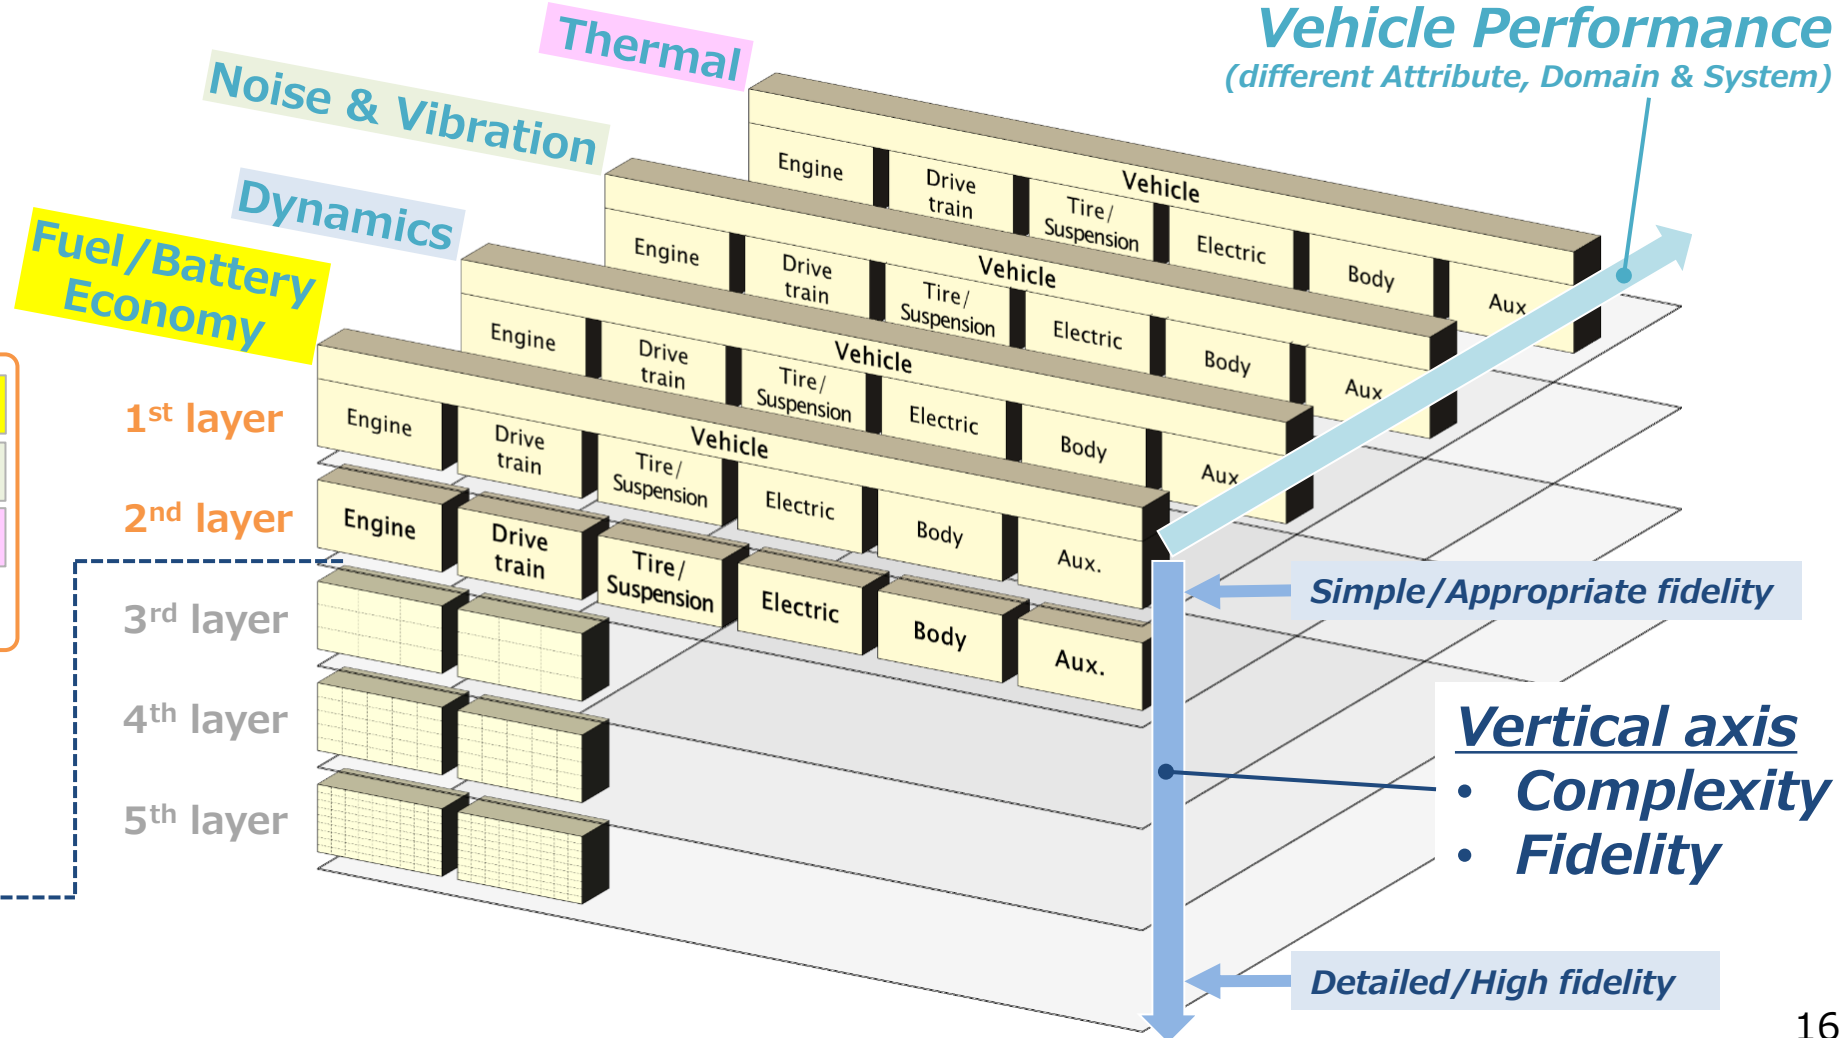 Vehicle Performance
(different Attribute, Domain & System)
Thermal
Noise & Vibration
Dynamics
Fuel/Battery
Economy
Vehicle
Engine
Drive
train
Tire/
Suspension
Electric
Body
Aux.
Vehicle
Engine
Drive
train
Tire/
Suspension
Electric
Body
Aux
Vehicle
Engine
Drive
train
Tire/
Suspension
Electric
Body
Aux
1st layer
Vehicle
Engine
Drive
train
Tire/
Suspension
Electric
Body
Aux.
2nd layer
Engine
Drive
train
Tire/
Suspension
Electric
Body
Aux.
3rd layer
4th layer
5th layer
Simple/Appropriate fidelity
Vertical axis
• Complexity
• Fidelity
Detailed/High fidelity
16